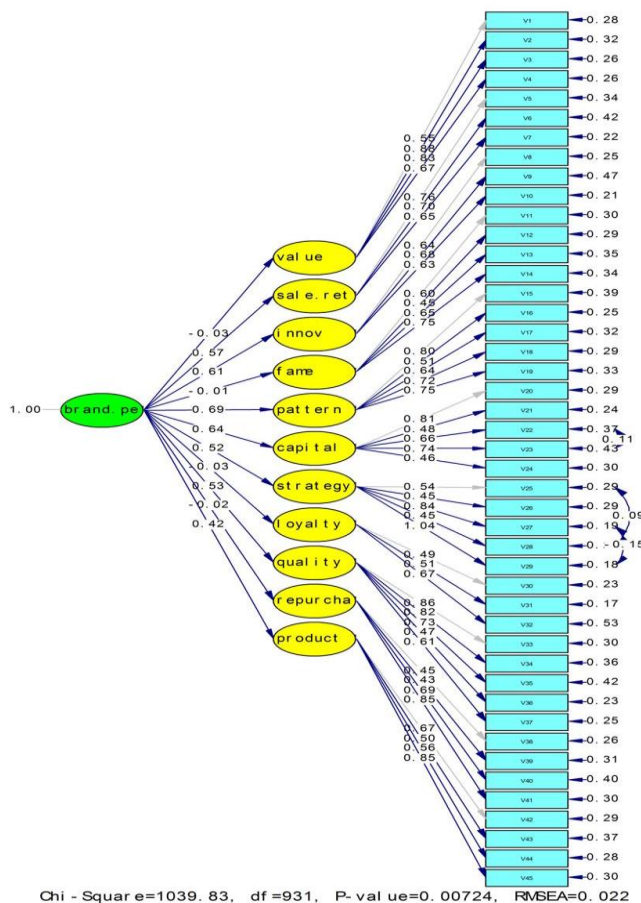 1.00
brand.pe
-0.03
0.57
0.61
-0.01
0.69
0.64
0.52
-0.03
0.53
-0.02
0.42
value
sale.ret
innov
fame
pattern
capital
strategy
loyalty
quality
repurcha
product
0.55
0.88
0.83
0.67
0.76
0.70
0.65
0.64
0.68
0.63
0.60
0.45
0.65
0.75
0.80
0.51
0.64
0.72
0.75
0.81
0.48
0.66
0.74
0.46
0.54
0.45
0.84
0.45
1.04
0.49
0.51
0.67
0.86
0.82
0.73
0.47
0.61
0.45
0.43
0.69
0.85
0.67
0.50
0.56
0.85
V1 0.28
V2 0.32
V3 0.26
V4 0.26
V5 0.34
V6 0.42
V7 0.22
V8 0.25
V9 0.47
V10 0.21
V11 0.30
V12 0.29
V13 0.35
V14 0.34
V15 0.39
V16 0.25
V17 0.32
V18 0.29
V19 0.33
V20 0.29
V21 0.24
V22 0.37
0.11
V23 0.43
V24 0.30
V25 0.29
V26 0.29
0.09
V27 0.19
V28 -0.15
V29 0.18
V30 0.23
V31 0.17
V32 0.53
V33 0.30
V34 0.36
V35 0.42
V36 0.23
V37 0.25
V38 0.26
V39 0.31
V40 0.40
V41 0.30
V42 0.29
V43 0.37
V44 0.28
V45 0.30
Chi-Square=1039.83, df=931, P-value=0.00724, RMSEA=0.022